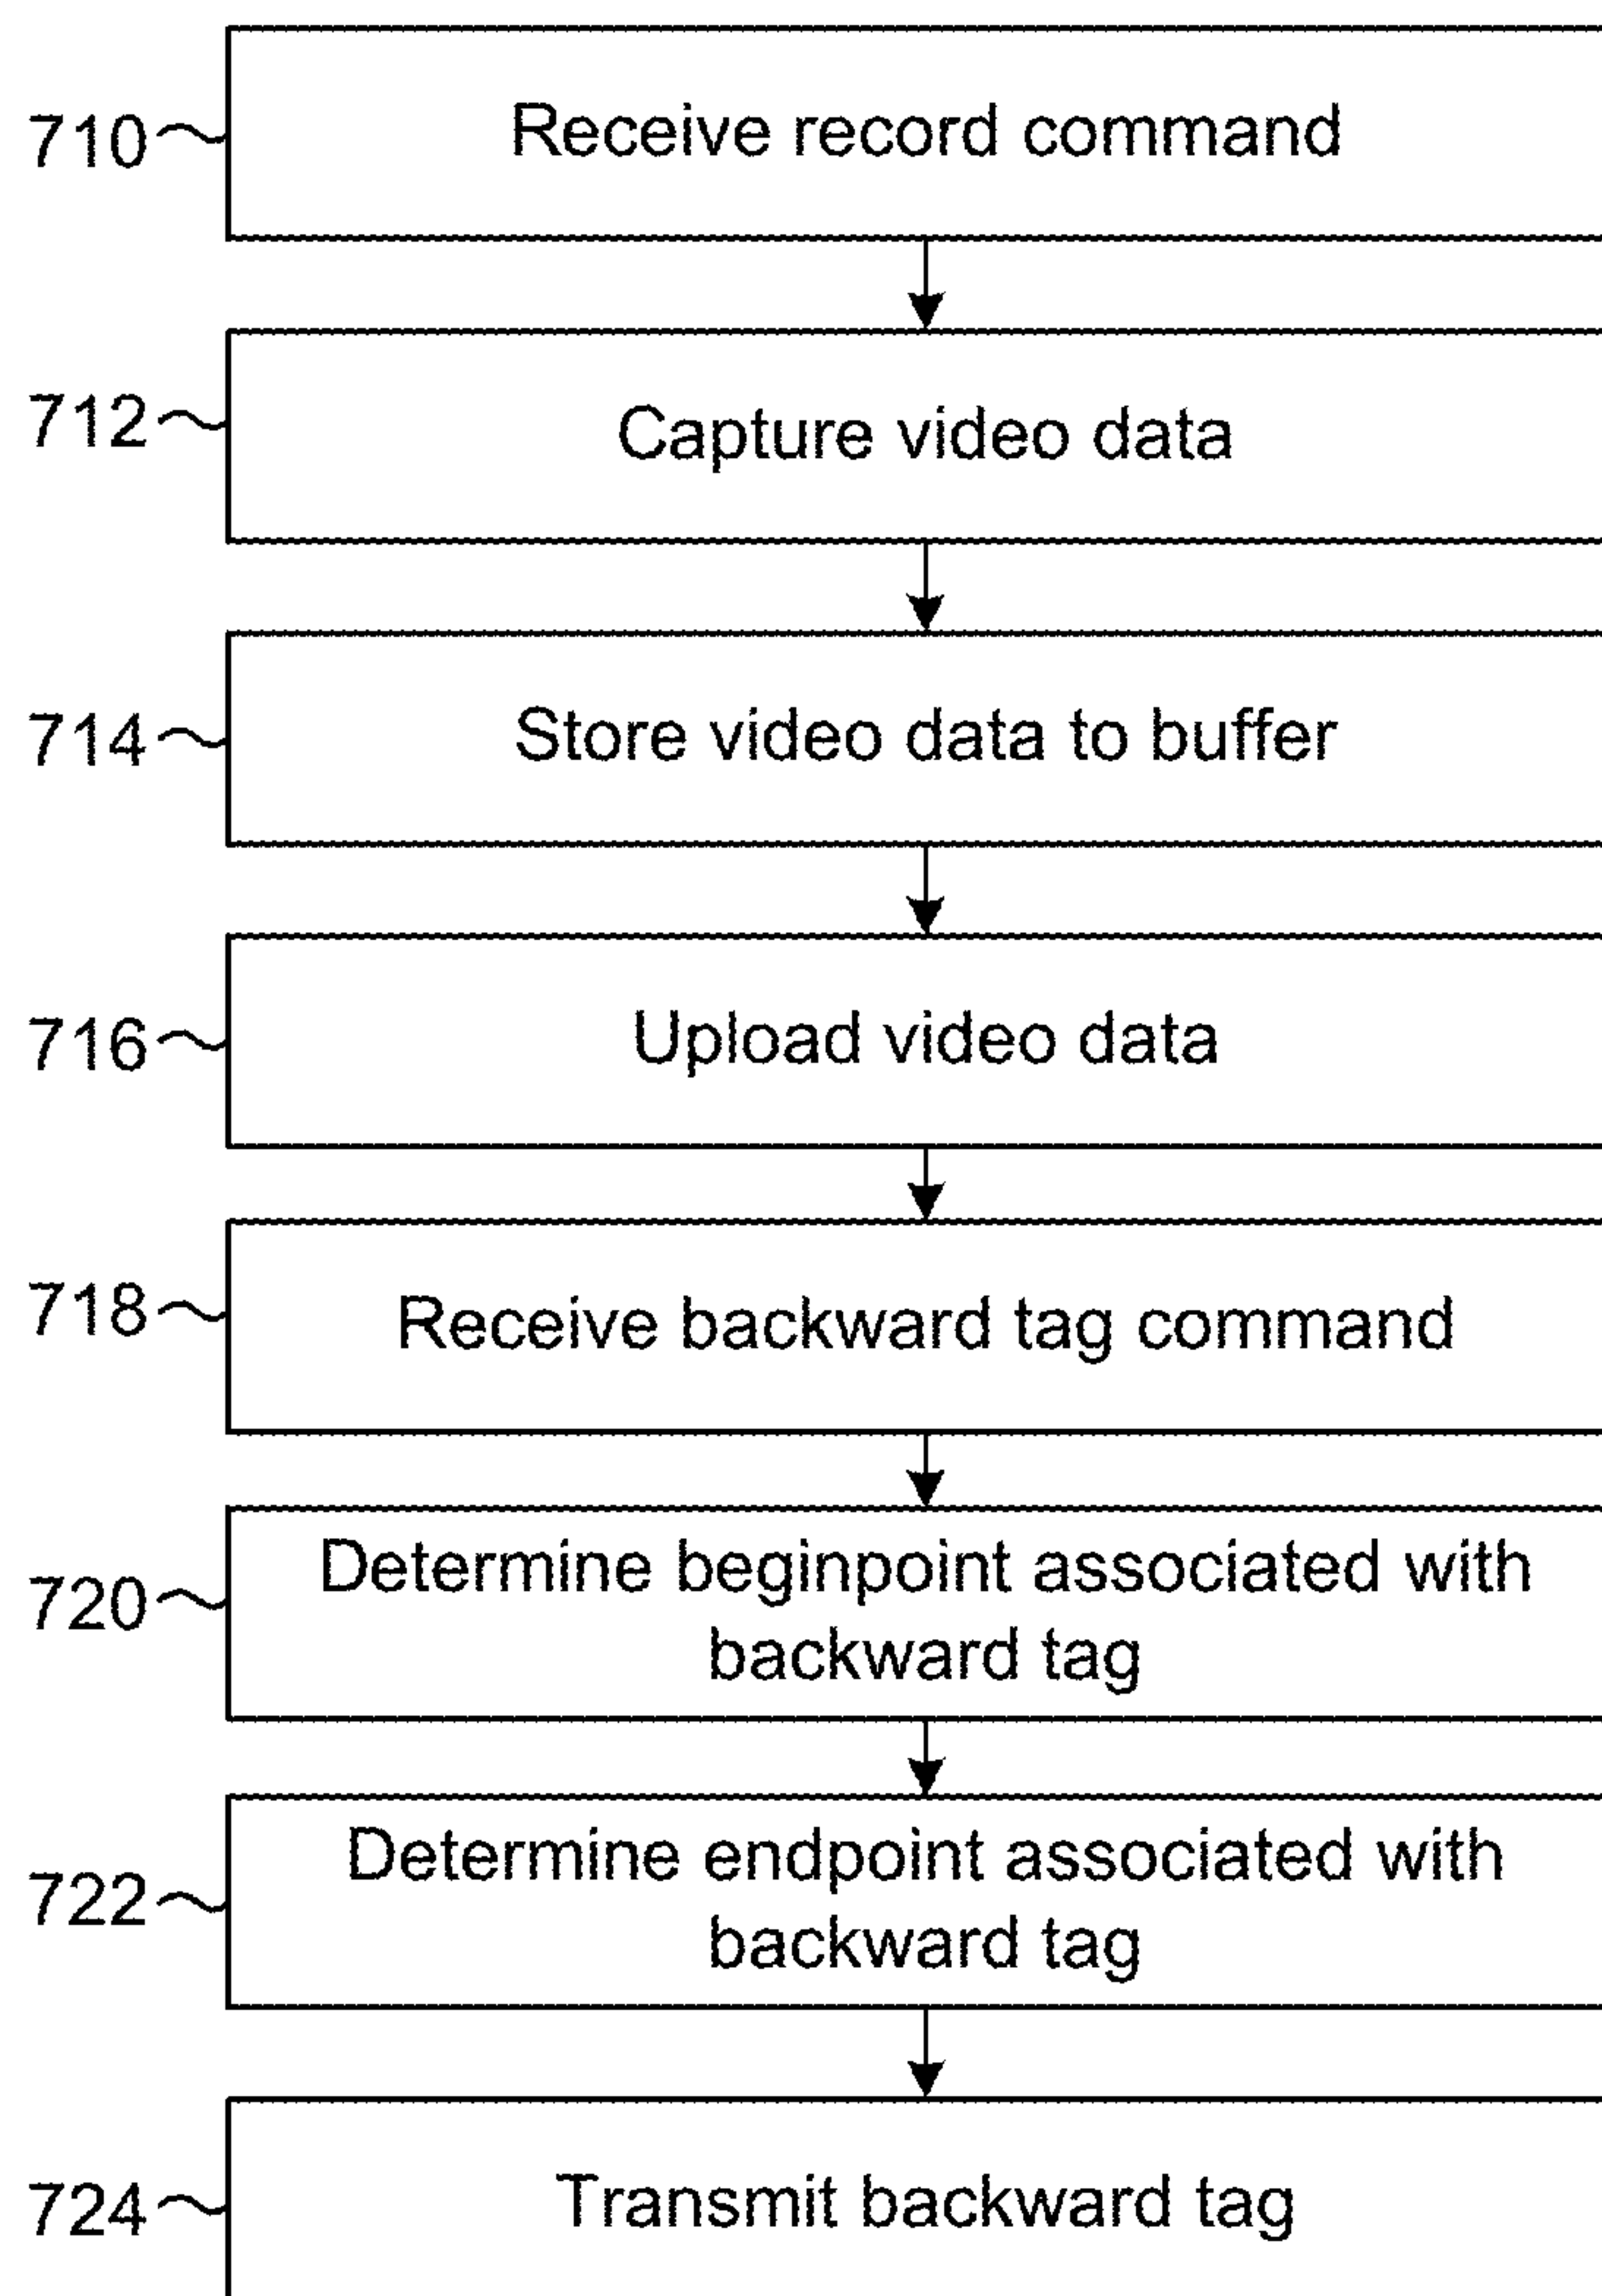 710
Receive record command
712
Capture video data
714
Store video data to buffer
716
Upload video data
718
Receive backward tag command
720
Determine beginpoint associated with
backward tag
722
Determine endpoint associated with
backward tag
724
Transmit backward tag